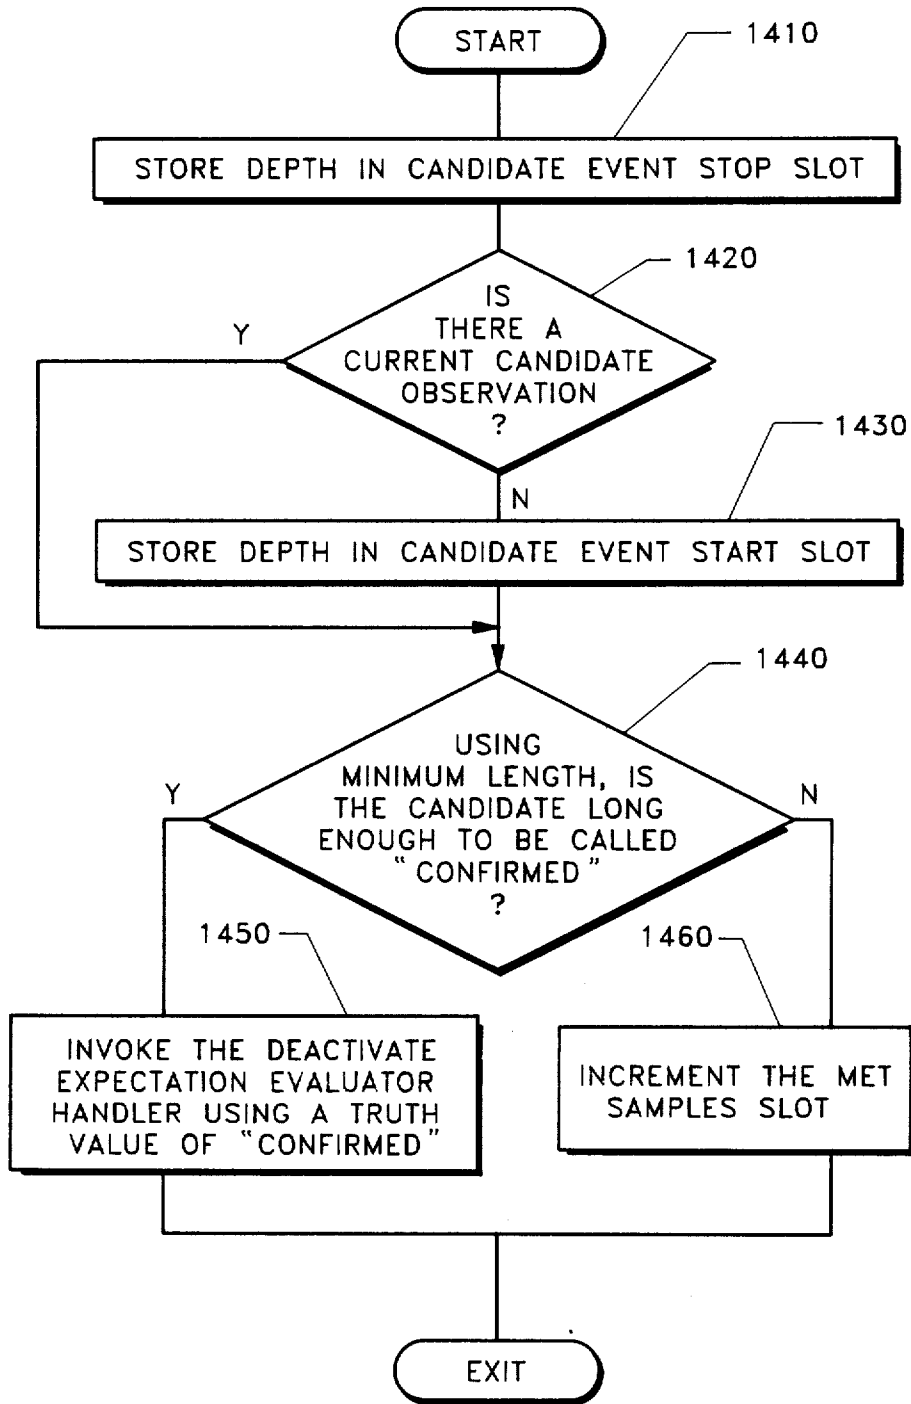 START
1410
STORE DEPTH IN CANDIDATE EVENT STOP SLOT
1420
IS
THERE A
CURRENT CANDIDATE
OBSERVATION
?
Y
N
1430
STORE DEPTH IN CANDIDATE EVENT START SLOT
1440
USING
MINIMUM LENGTH, IS
THE CANDIDATE LONG
ENOUGH TO BE CALLED
"CONFIRMED"
?
Y
N
1450
INVOKE THE DEACTIVATE
EXPECTATION EVALUATOR
HANDLER USING A TRUTH
VALUE OF "CONFIRMED"
1460
INCREMENT THE MET
SAMPLES SLOT
EXIT